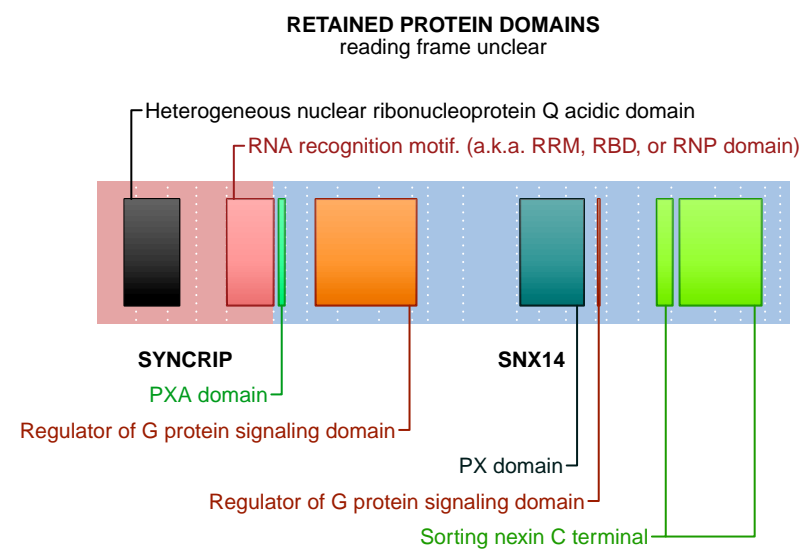 RETAINED PROTEIN DOMAINS
reading frame unclear
Heterogeneous nuclear ribonucleoprotein Q acidic domain
RNA recognition motif. (a.k.a. RRM, RBD, or RNP domain)
SYNCRIP
SNX14
PXA domain
Regulator of G protein signaling domain
PX domain
Regulator of G protein signaling domain
Sorting nexin C terminal